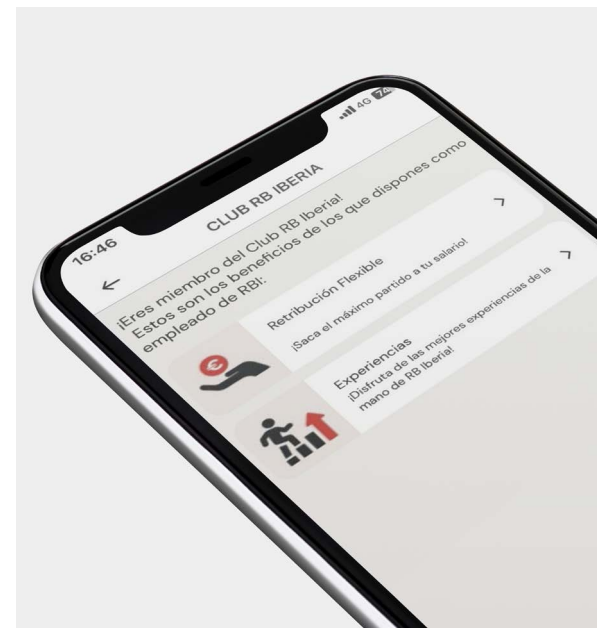 16:46
4G 74
CLUB RB IBERIA
¡Eres miembro del Club RB Iberia!
Estos son los beneficios de los que dispones como
empleado de RBI:
Retribución Flexible
¡Saca el máximo partido a tu salario!
Experiencias
¡Disfruta de las mejores experiencias de la
mano de RB Iberia!
€